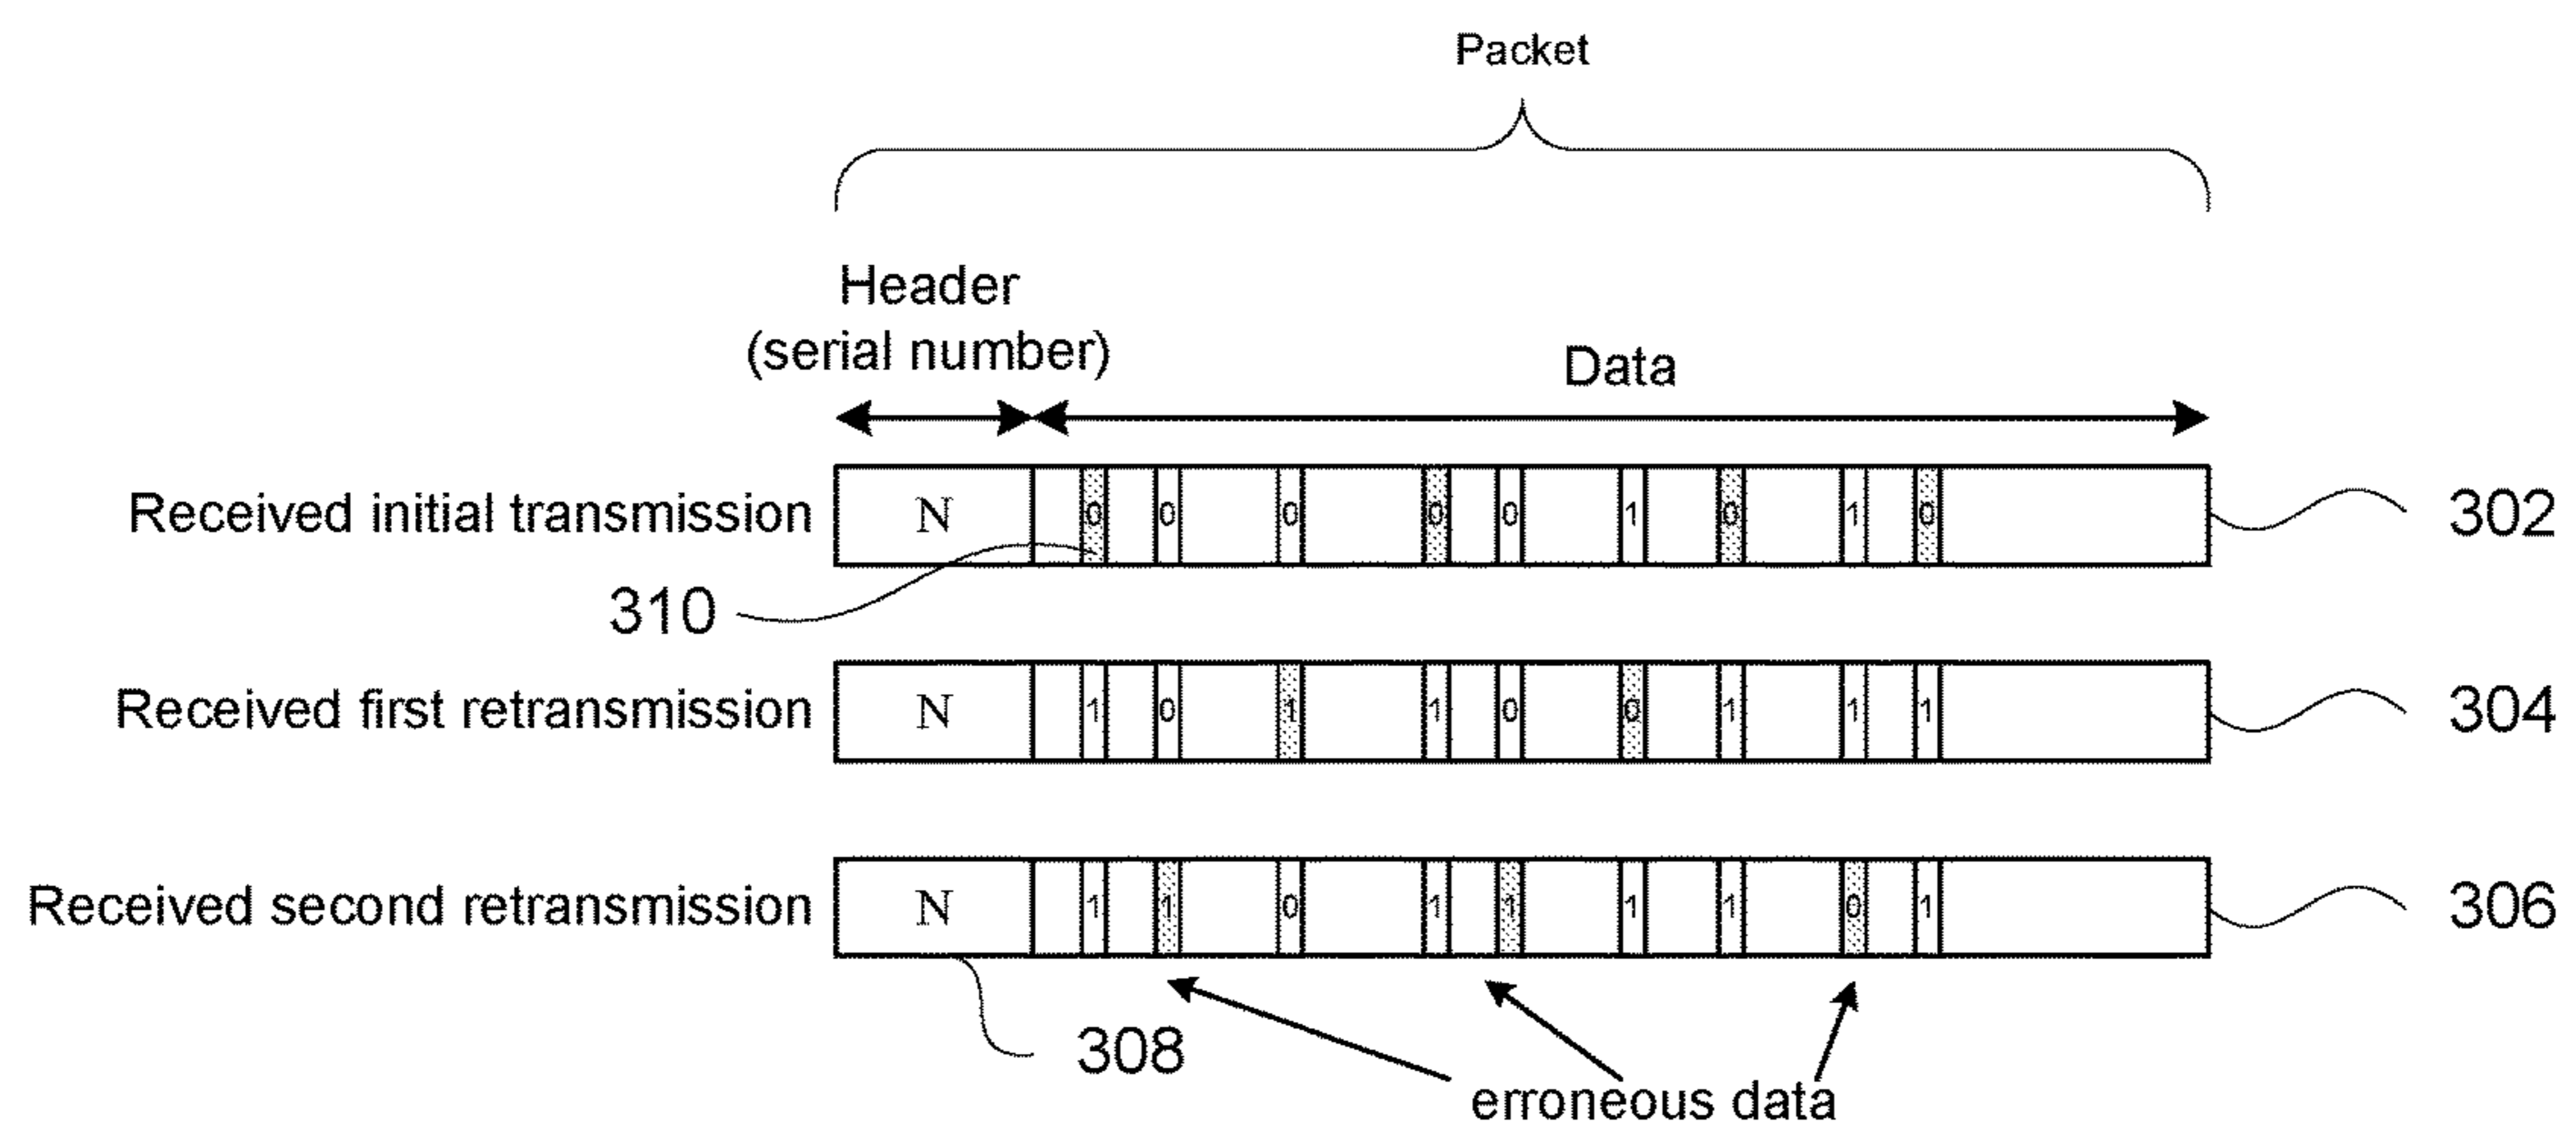 Packet
Header
(serial number)
Data
Received initial transmission N 0 0 0 0 0 1 0 1 0 302
310
Received first retransmission N 1 0 1 1 0 0 1 1 1 304
Received second retransmission N 1 1 0 1 1 1 1 0 1 306
308
erroneous data